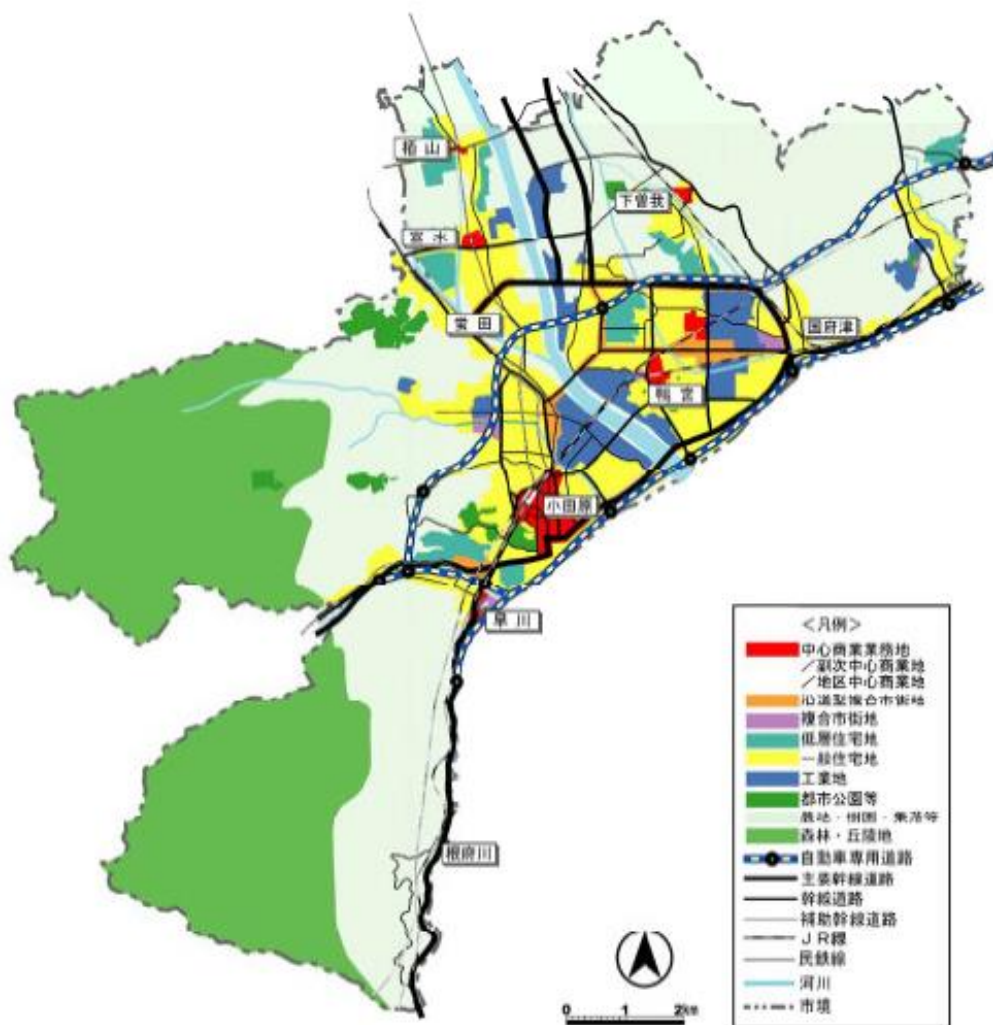 栢山
下曽我
富水
蛍田
国府津
鴨宮
小田原
早川
根府川
<凡例>
中心商業業務地
／副次中心商業地
／地区中心商業地
沿道型複合市街地
複合市街地
低層住宅地
一般住宅地
工業地
都市公園等
農地・樹園・集落等
森林・丘陵地
自動車専用道路
主要幹線道路
幹線道路
補助幹線道路
JR線
民鉄線
河川
市境
0 1 2km